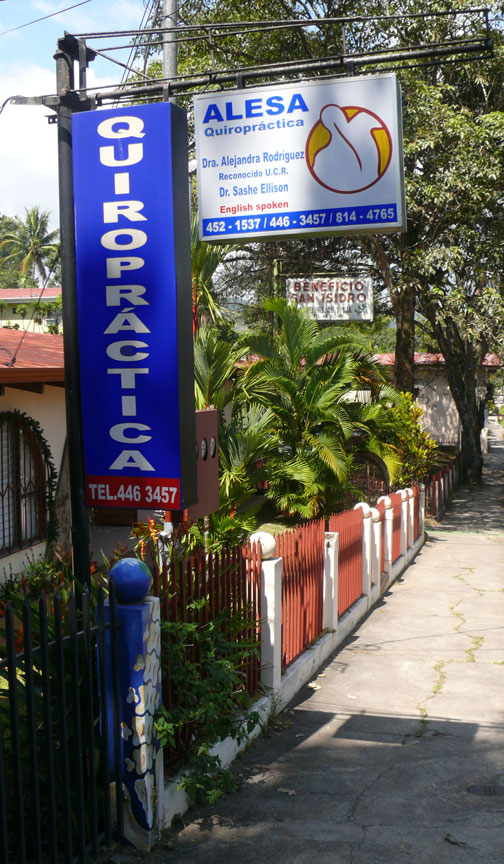 QUIROPRÁCTICA
TEL.446 3457
ALESA
Quiropráctica
Dra. Alejandra Rodríguez
Reconocido U.C.R.
Dr. Sashe Ellison
English spoken
452-1537 / 446-3457 / 814-4765
BENEFICIO
SAN ISIDRO